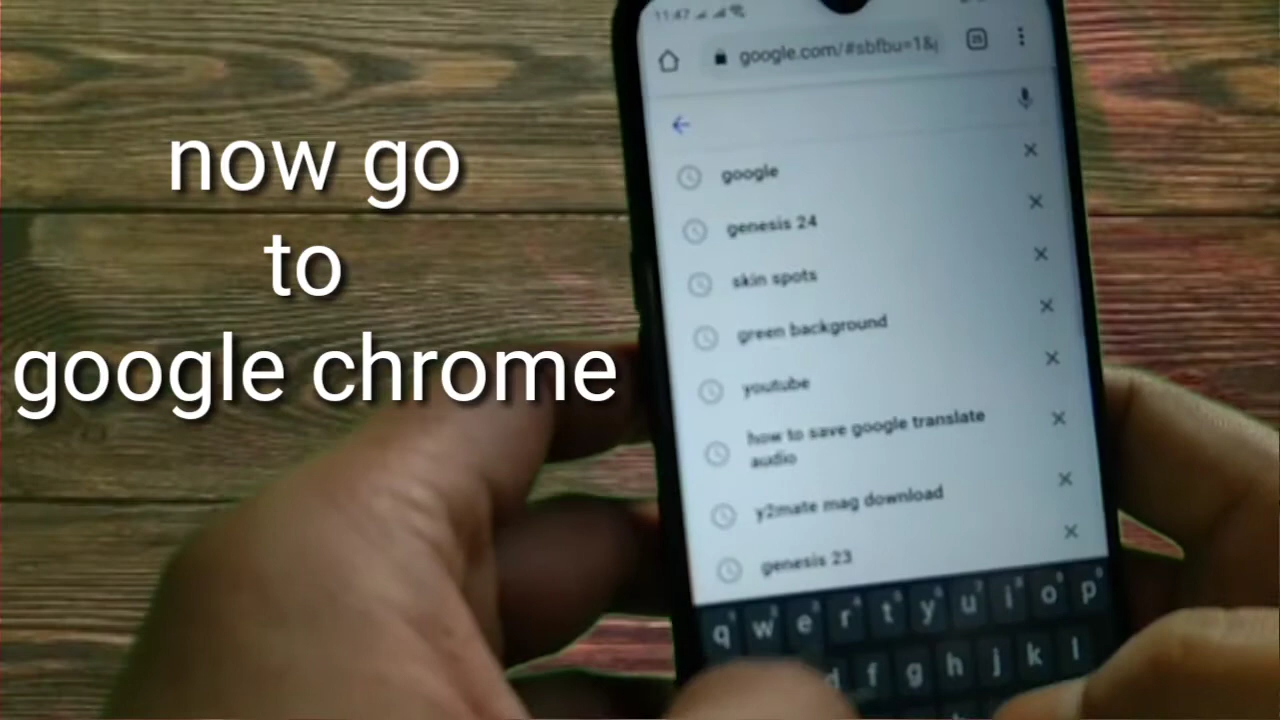 now go
to
google chrome
11:47
google.com/#sbfbu=1&
25
google
genesis 24
skin spots
green background
youtube
how to save google translate
audio
y2mate mag download
genesis 23
q w e r t y u i o p
d f g h j k l